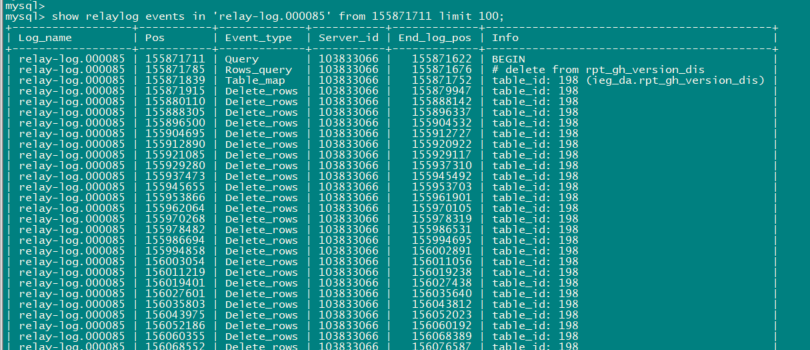 mysql>
mysql> show relaylog events in 'relay-log.000085' from 155871711 limit 100;
+------------------+-----------+-------------+-----------+-------------+---------------------------------------+
| Log_name | Pos | Event_type | Server_id | End_log_pos | Info |
+------------------+-----------+-------------+-----------+-------------+---------------------------------------+
| relay-log.000085 | 155871711 | Query | 103833066 | 155871622 | BEGIN |
| relay-log.000085 | 155871785 | Rows_query | 103833066 | 155871676 | # delete from rpt_gh_version_dis |
| relay-log.000085 | 155871839 | Table_map | 103833066 | 155871752 | table_id: 198 (ieg_da.rpt_gh_version_dis) |
| relay-log.000085 | 155871915 | Delete_rows | 103833066 | 155879947 | table_id: 198 |
| relay-log.000085 | 155880110 | Delete_rows | 103833066 | 155888142 | table_id: 198 |
| relay-log.000085 | 155888305 | Delete_rows | 103833066 | 155896337 | table_id: 198 |
| relay-log.000085 | 155896500 | Delete_rows | 103833066 | 155904532 | table_id: 198 |
| relay-log.000085 | 155904695 | Delete_rows | 103833066 | 155912727 | table_id: 198 |
| relay-log.000085 | 155912890 | Delete_rows | 103833066 | 155920922 | table_id: 198 |
| relay-log.000085 | 155921085 | Delete_rows | 103833066 | 155929117 | table_id: 198 |
| relay-log.000085 | 155929280 | Delete_rows | 103833066 | 155937310 | table_id: 198 |
| relay-log.000085 | 155937473 | Delete_rows | 103833066 | 155945492 | table_id: 198 |
| relay-log.000085 | 155945655 | Delete_rows | 103833066 | 155953703 | table_id: 198 |
| relay-log.000085 | 155953866 | Delete_rows | 103833066 | 155961901 | table_id: 198 |
| relay-log.000085 | 155962064 | Delete_rows | 103833066 | 155970105 | table_id: 198 |
| relay-log.000085 | 155970268 | Delete_rows | 103833066 | 155978319 | table_id: 198 |
| relay-log.000085 | 155978482 | Delete_rows | 103833066 | 155986531 | table_id: 198 |
| relay-log.000085 | 155986694 | Delete_rows | 103833066 | 155994695 | table_id: 198 |
| relay-log.000085 | 155994858 | Delete_rows | 103833066 | 156002891 | table_id: 198 |
| relay-log.000085 | 156003054 | Delete_rows | 103833066 | 156011056 | table_id: 198 |
| relay-log.000085 | 156011219 | Delete_rows | 103833066 | 156019238 | table_id: 198 |
| relay-log.000085 | 156019401 | Delete_rows | 103833066 | 156027438 | table_id: 198 |
| relay-log.000085 | 156027601 | Delete_rows | 103833066 | 156035640 | table_id: 198 |
| relay-log.000085 | 156035803 | Delete_rows | 103833066 | 156043812 | table_id: 198 |
| relay-log.000085 | 156043975 | Delete_rows | 103833066 | 156052023 | table_id: 198 |
| relay-log.000085 | 156052186 | Delete_rows | 103833066 | 156060192 | table_id: 198 |
| relay-log.000085 | 156060355 | Delete_rows | 103833066 | 156068389 | table_id: 198 |
| relay-log.000085 | 156068552 | Delete_rows | 103833066 | 156076587 | table_id: 198 |